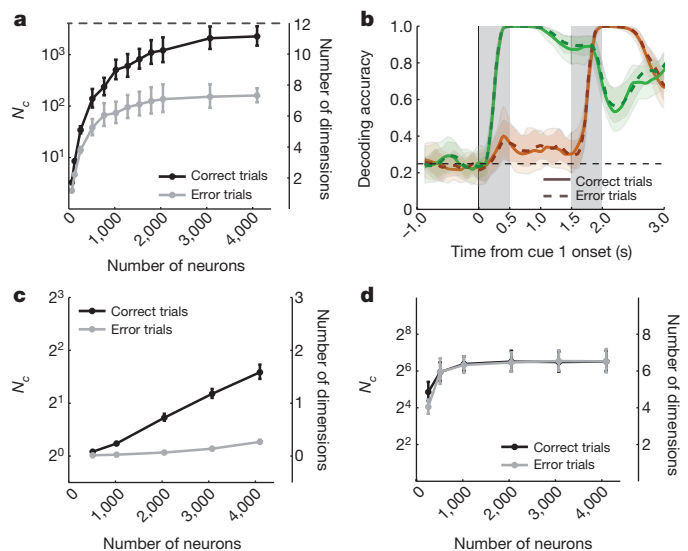 a
N_c
10³
10²
10¹
12
10
8
6
4
2
Number of dimensions
Correct trials
Error trials
0
1,000
2,000
3,000
4,000
Number of neurons
b
Decoding accuracy
1.0
0.8
0.6
0.4
0.2
0
Correct trials
Error trials
−1.0
0
0.5
1.0
1.5
2.0
3.0
Time from cue 1 onset (s)
c
N_c
2³
2²
2¹
2⁰
3
2
1
0
Number of dimensions
Correct trials
Error trials
0
1,000
2,000
3,000
4,000
Number of neurons
d
N_c
2⁸
2⁶
2⁴
2²
8
6
4
2
Number of dimensions
Correct trials
Error trials
0
1,000
2,000
3,000
4,000
Number of neurons